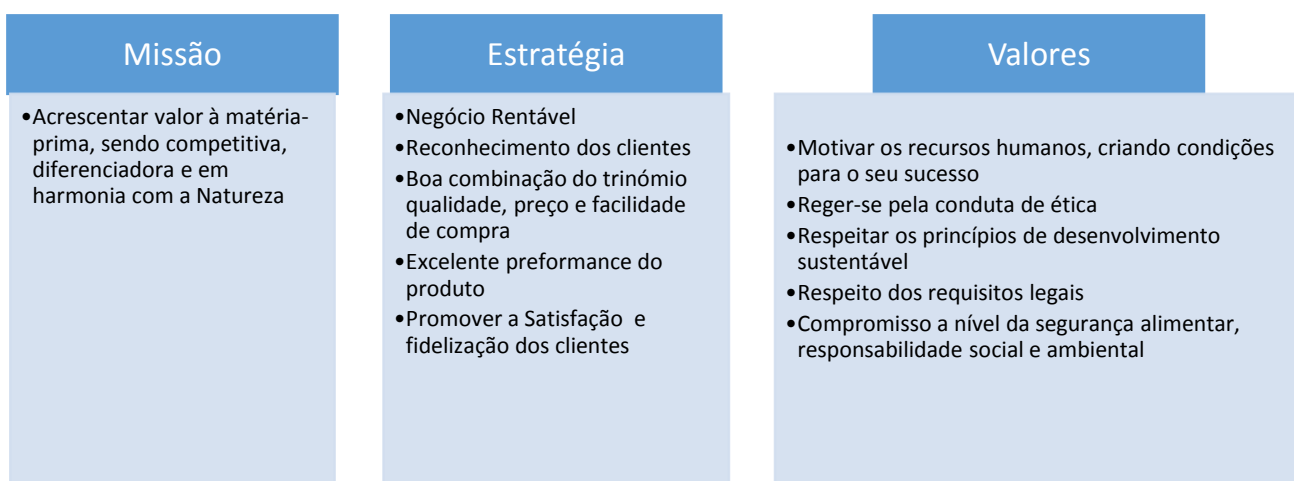 Missão
•Acrescentar valor à matéria-
prima, sendo competitiva,
diferenciadora e em
harmonia com a Natureza
Estratégia
•Negócio Rentável
•Reconhecimento dos clientes
•Boa combinação do trinómio
qualidade, preço e facilidade
de compra
•Excelente preformance do
produto
•Promover a Satisfação e
fidelização dos clientes
Valores
•Motivar os recursos humanos, criando condições
para o seu sucesso
•Reger-se pela conduta de ética
•Respeitar os princípios de desenvolvimento
sustentável
•Respeito dos requisitos legais
•Compromisso a nível da segurança alimentar,
responsabilidade social e ambiental